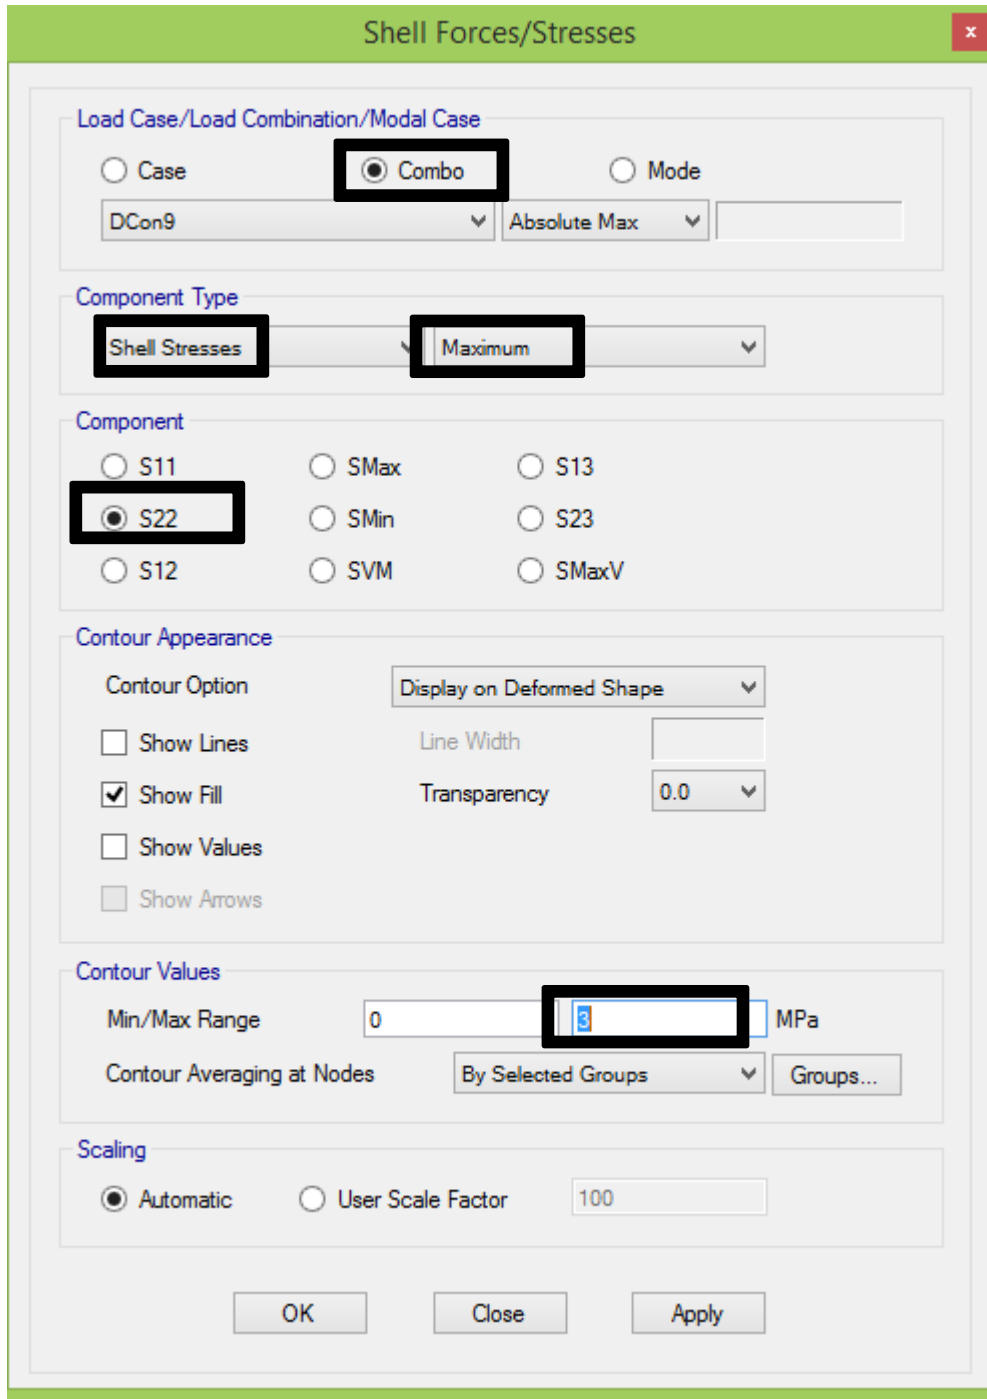 Shell Forces/Stresses
x
Load Case/Load Combination/Modal Case
Case Combo Mode
DCon9 Absolute Max
Component Type
Shell Stresses Maximum
Component
S11 SMax S13
S22 SMin S23
S12 SVM SMaxV
Contour Appearance
Contour Option Display on Deformed Shape
Show Lines Line Width
Show Fill Transparency 0.0
Show Values
Show Arrows
Contour Values
Min/Max Range 0 3 MPa
Contour Averaging at Nodes By Selected Groups Groups...
Scaling
Automatic User Scale Factor 100
OK Close Apply